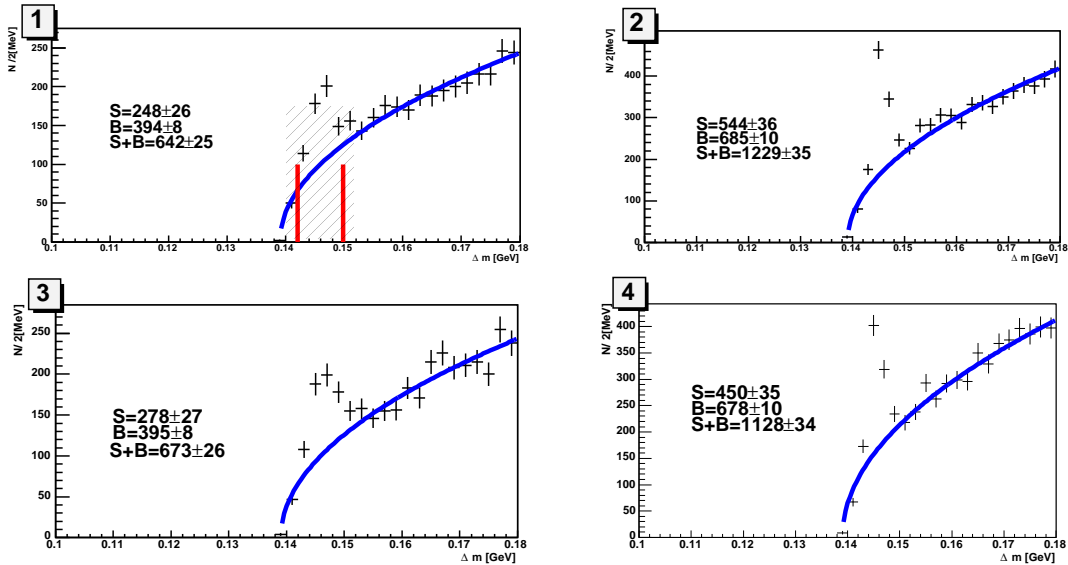 1
N /2[MeV]
250
200
150
100
50
0
S=248±26
B=394±8
S+B=642±25
0.1 0.11 0.12 0.13 0.14 0.15 0.16 0.17 0.18
Δ m [GeV]
2
N/ 2[MeV]
400
300
200
100
0
S=544±36
B=685±10
S+B=1229±35
0.1 0.11 0.12 0.13 0.14 0.15 0.16 0.17 0.18
Δ m [GeV]
3
N/ 2[MeV]
250
200
150
100
50
0
S=278±27
B=395±8
S+B=673±26
0.1 0.11 0.12 0.13 0.14 0.15 0.16 0.17 0.18
Δ m [GeV]
4
N/ 2[MeV]
400
350
300
250
200
150
100
50
0
S=450±35
B=678±10
S+B=1128±34
0.1 0.11 0.12 0.13 0.14 0.15 0.16 0.17 0.18
Δ m [GeV]